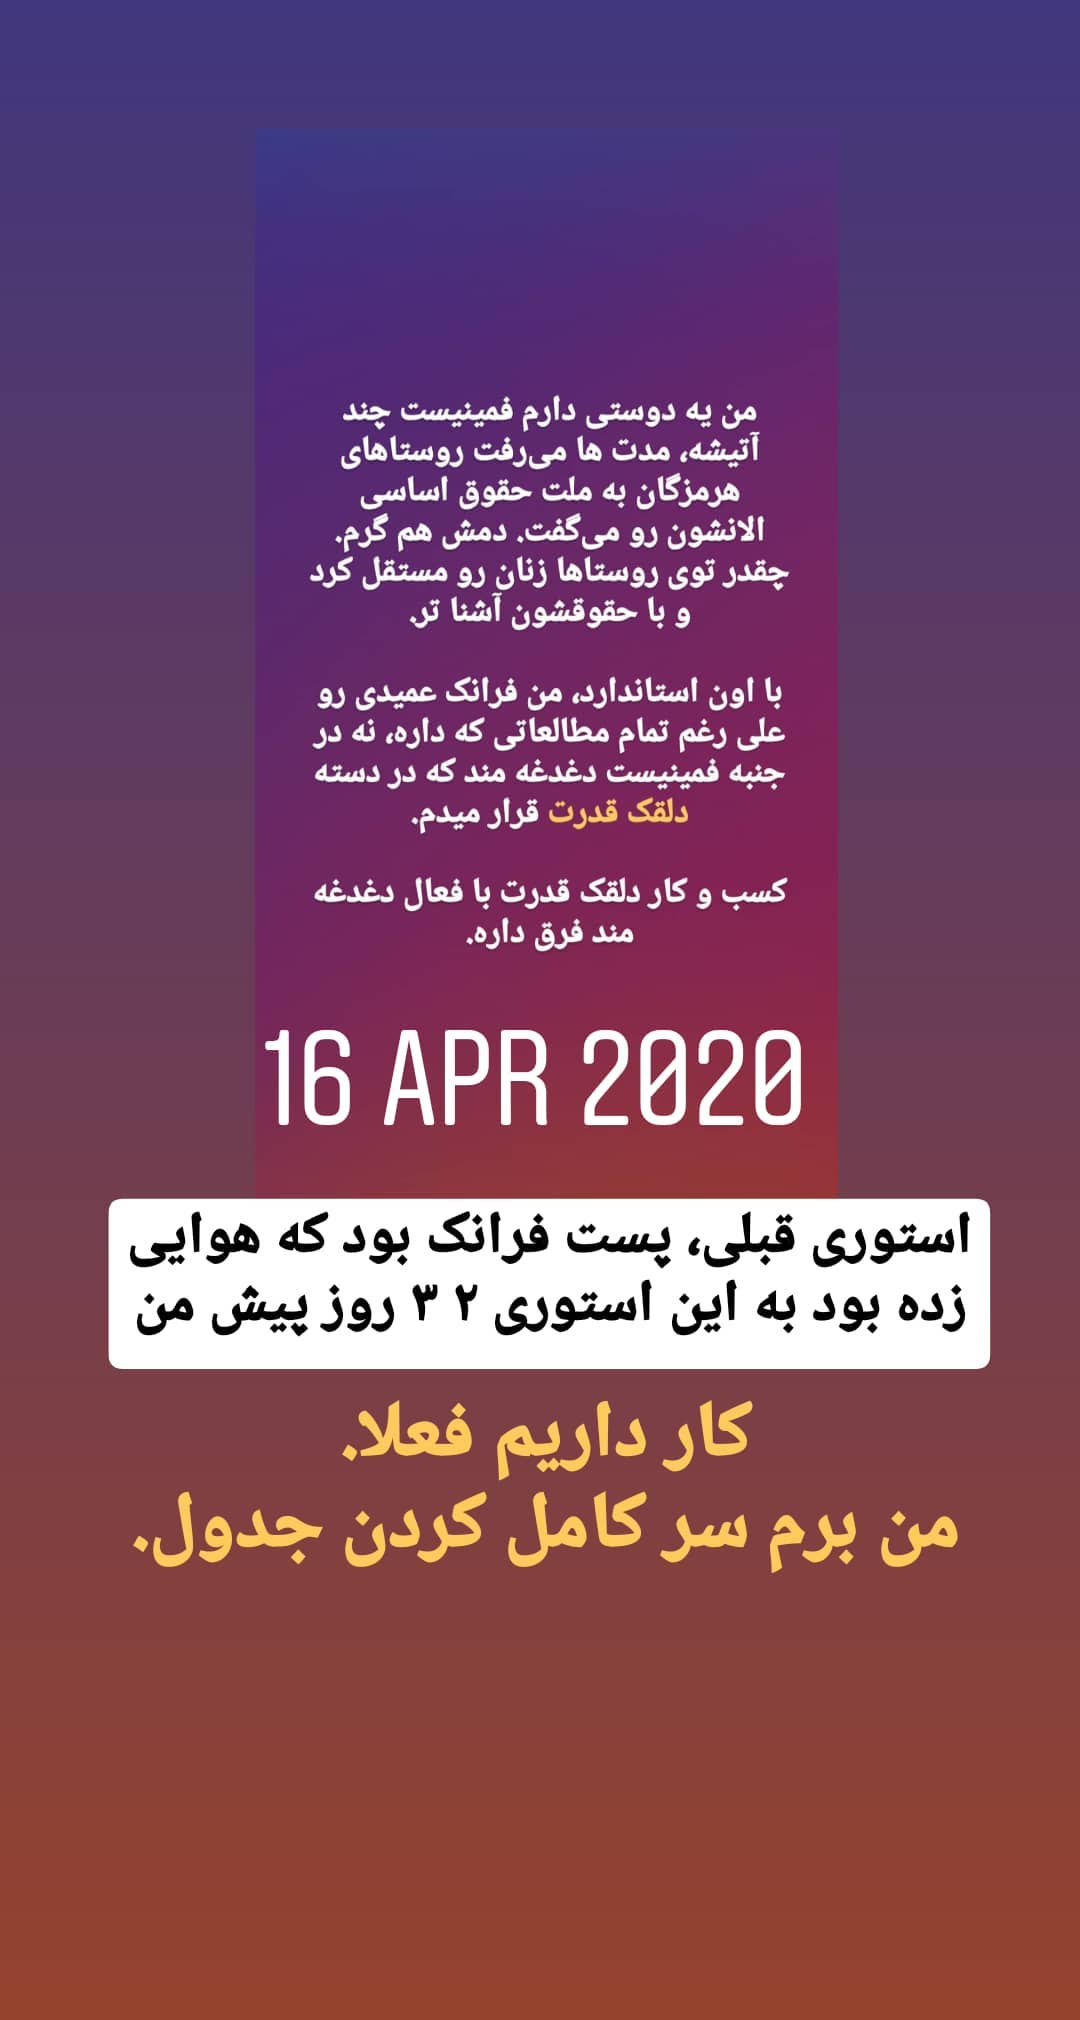 من یه دوستی دارم فمینیست چند
آتیشه، مدت ها می‌رفت روستاهای
هرمزگان به ملت حقوق اساسی
الانشون رو می‌گفت. دمش هم گرم.
چقدر توی روستاها زنان رو مستقل کرد
و با حقوقشون آشنا تر.
با اون استاندارد، من فرانک عمیدی رو
علی رغم تمام مطالعاتی که داره، نه در
جنبه فمینیست دغدغه مند که در دسته
دلقک قدرت قرار میدم.
کسب و کار دلقک قدرت با فعال دغدغه
مند فرق داره.
16 APR 2020
استوری قبلی، پست فرانک بود که هوایی
زده بود به این استوری ۲ ۳ روز پیش من
کار داریم فعلا.
من برم سر کامل کردن جدول.